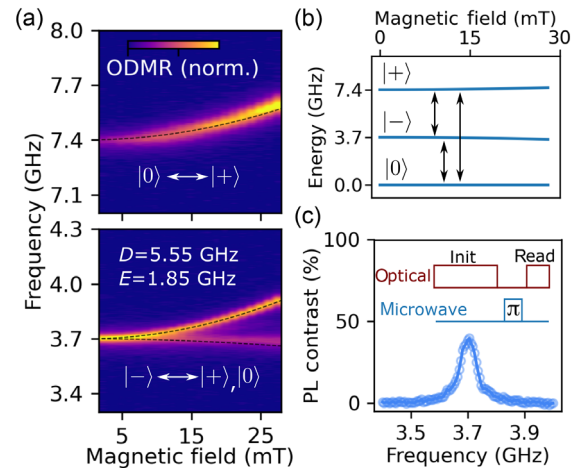 (a)
8.0
ODMR (norm.)
7.7
7.4
|0⟩ ⟷ |+⟩
7.1
4.3
D=5.55 GHz
E=1.85 GHz
4.0
3.7
|−⟩ ⟷ |+⟩,|0⟩
3.4
5 15 25
Frequency (GHz)
Magnetic field (mT)
(b)
Magnetic field (mT)
0 15 30
|+⟩
7.4
|−⟩
3.7
|0⟩
0.0
Energy (GHz)
(c)
100
Init Read
Optical
Microwave π
50
0
PL contrast (%)
3.5 3.7 3.9
Frequency (GHz)